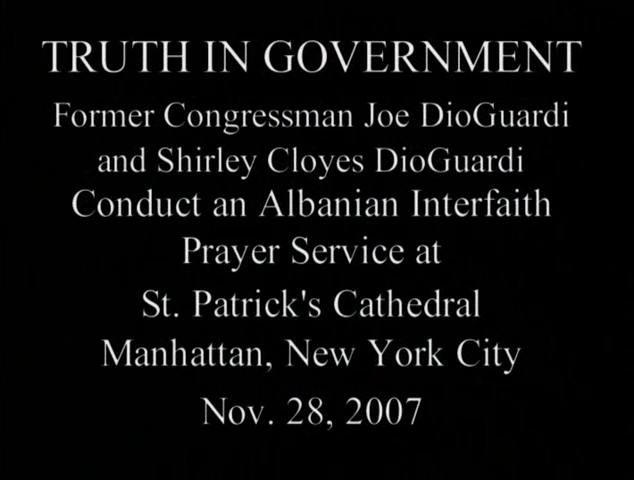 TRUTH IN GOVERNMENT
Former Congressman Joe DioGuardi
and Shirley Cloyes DioGuardi
Conduct an Albanian Interfaith
Prayer Service at
St. Patrick's Cathedral
Manhattan, New York City
Nov. 28, 2007